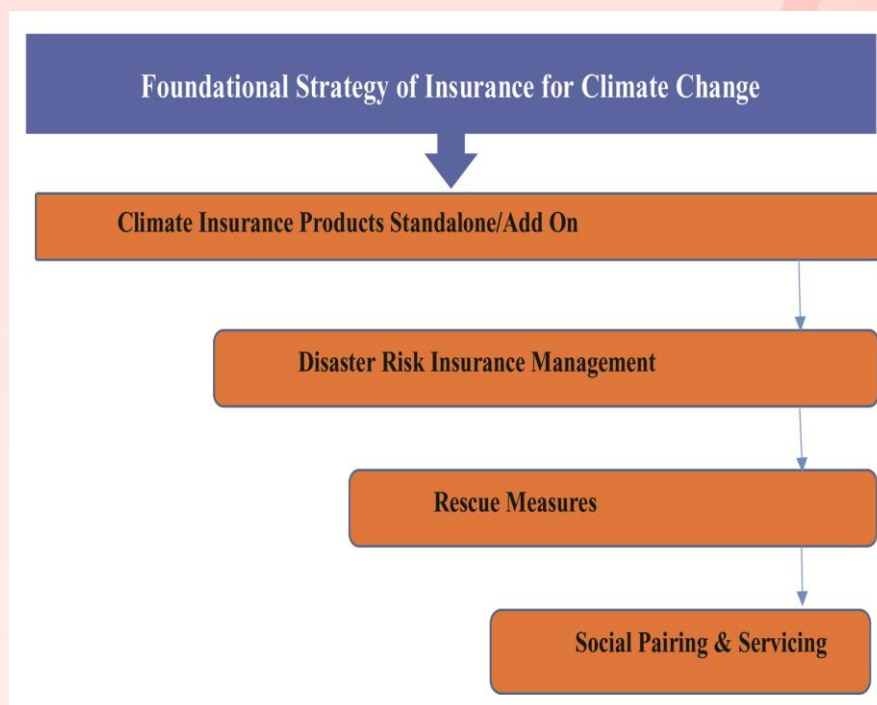 Foundational Strategy of Insurance for Climate Change
Climate Insurance Products Standalone/Add On
Disaster Risk Insurance Management
Rescue Measures
Social Pairing & Servicing